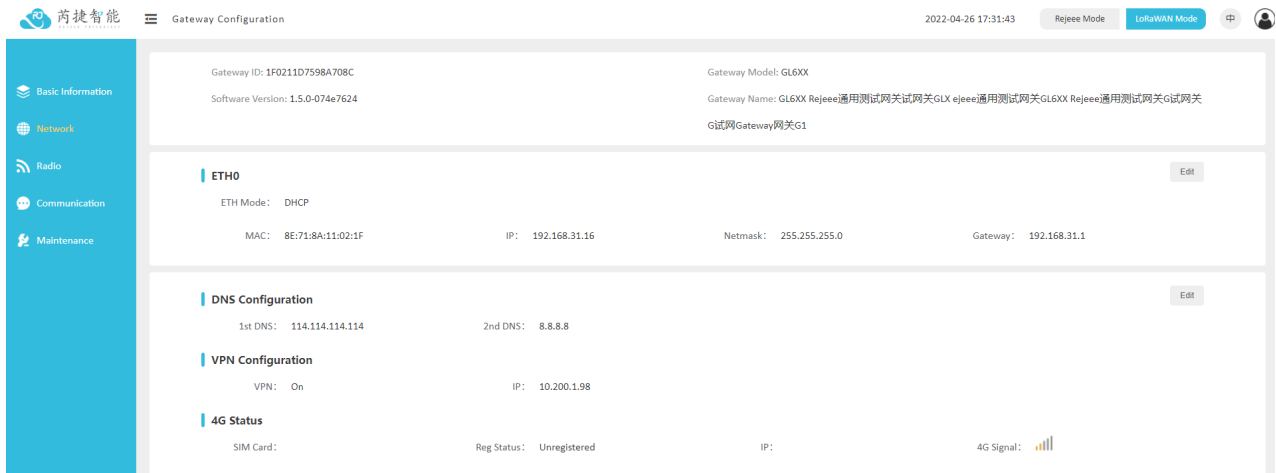 芮捷智能
Gateway Configuration
2022-04-26 17:31:43
Rejeee Mode
LoRaWAN Mode
中
Basic Information
Network
Radio
Communication
Maintenance
Gateway ID: 1F0211D7598A708C
Gateway Model: GL6XX
Software Version: 1.5.0-074e7624
Gateway Name: GL6XX Rejeee通用测试网关试网关GLX ejeee通用测试网关GL6XX Rejeee通用测试网关G试网关
G试网Gateway网关G1
ETH0
Edit
ETH Mode: DHCP
MAC: 8E:71:8A:11:02:1F
IP: 192.168.31.16
Netmask: 255.255.255.0
Gateway: 192.168.31.1
DNS Configuration
Edit
1st DNS: 114.114.114.114
2nd DNS: 8.8.8.8
VPN Configuration
VPN: On
IP: 10.200.1.98
4G Status
SIM Card:
Reg Status: Unregistered
IP:
4G Signal: